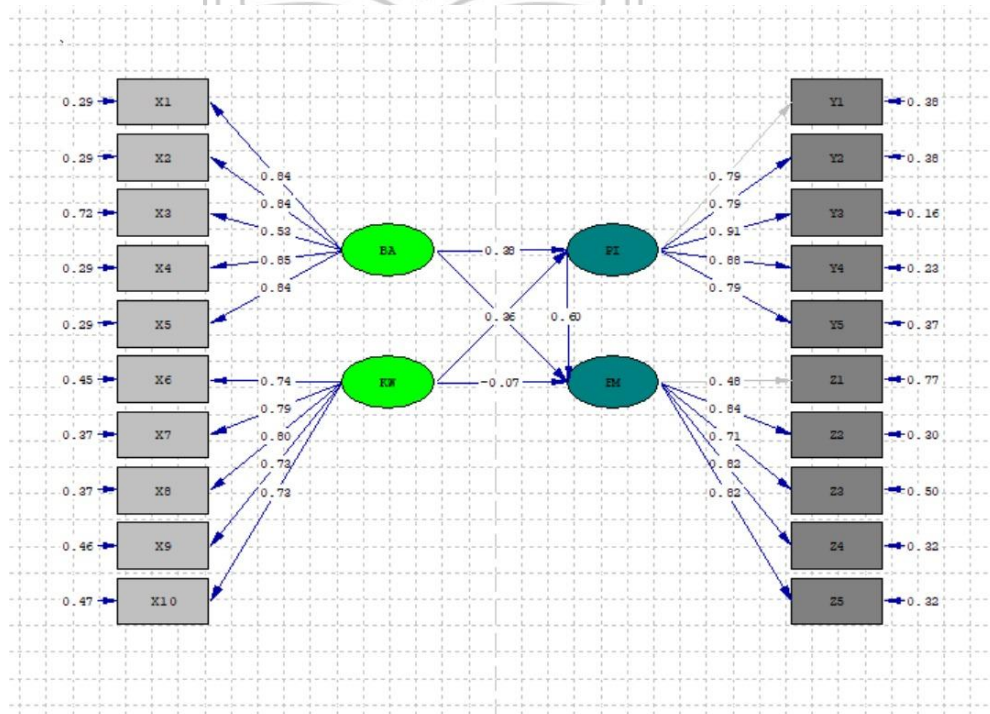 0.29 X1 Y1 0.38
0.29 X2 Y2 0.38
0.84 0.79
0.84 0.79
0.72 X3 Y3 0.16
0.53 0.91
BA 0.38 PI
0.85 0.88
0.29 X4 Y4 0.23
0.84 0.79
0.36 0.60
0.29 X5 Y5 0.37
0.45 X6 0.74 KW -0.07 EM 0.48 Z1 0.77
0.79 0.84
0.37 X7 Z2 0.30
0.80 0.71
0.73 0.82
0.37 X8 0.73 0.82 Z3 0.50
0.46 X9 Z4 0.32
0.47 X10 Z5 0.32